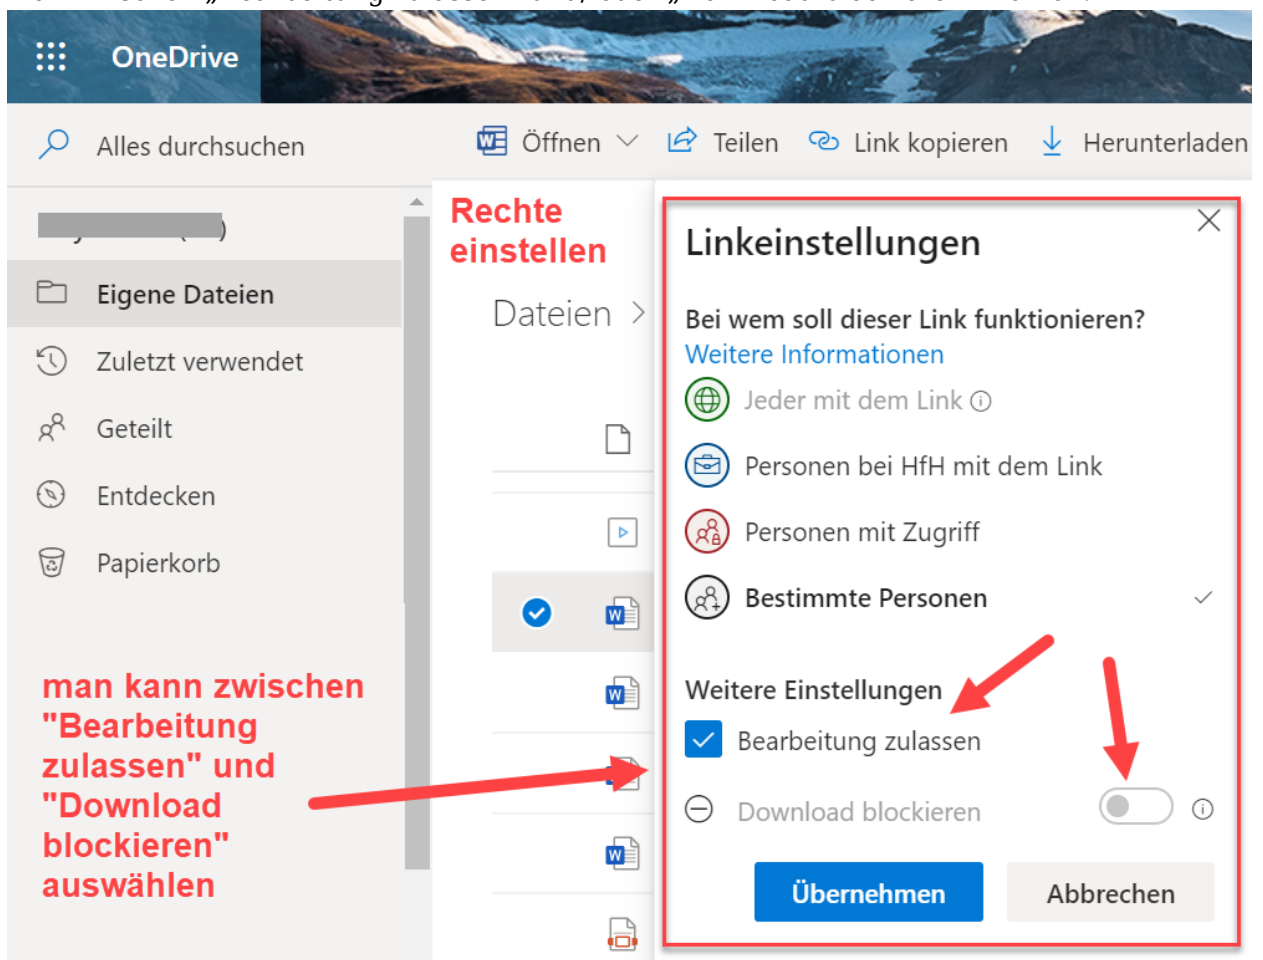 OneDrive
Alles durchsuchen
Öffnen
Teilen
Link kopieren
Herunterladen
Eigene Dateien
Zuletzt verwendet
Geteilt
Entdecken
Papierkorb
Rechte
einstellen
Dateien >
Linkeinstellungen
Bei wem soll dieser Link funktionieren?
Weitere Informationen
Jeder mit dem Link
Personen bei HfH mit dem Link
Personen mit Zugriff
Bestimmte Personen
Weitere Einstellungen
Bearbeitung zulassen
Download blockieren
Übernehmen
Abbrechen
man kann zwischen
"Bearbeitung
zulassen" und
"Download
blockieren"
auswählen